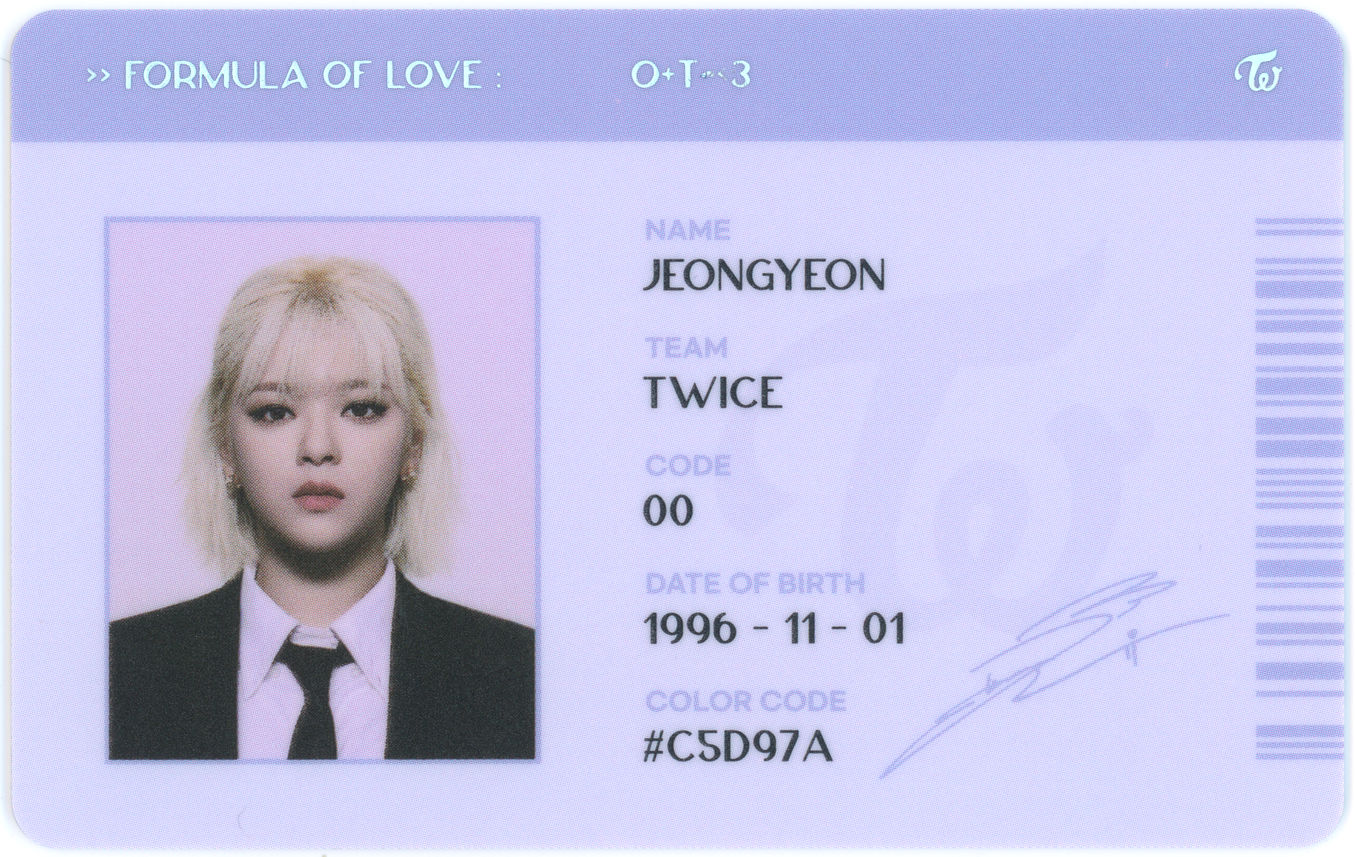 >> FORMULA OF LOVE :
O+T=<3
Tw
NAME
JEONGYEON
TEAM
TWICE
CODE
00
DATE OF BIRTH
1996 - 11 - 01
COLOR CODE
#C5D97A